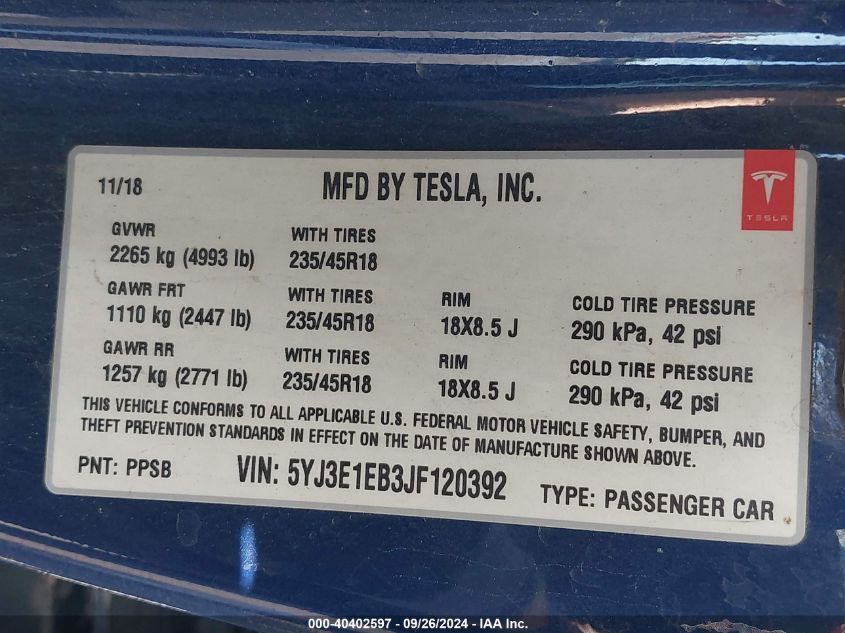 11/18
MFD BY TESLA, INC.
TESLA
GVWR
2265 kg (4993 lb)
WITH TIRES
235/45R18
GAWR FRT
1110 kg (2447 lb)
WITH TIRES
235/45R18
RIM
18X8.5 J
COLD TIRE PRESSURE
290 kPa, 42 psi
GAWR RR
1257 kg (2771 lb)
WITH TIRES
235/45R18
RIM
18X8.5 J
COLD TIRE PRESSURE
290 kPa, 42 psi
THIS VEHICLE CONFORMS TO ALL APPLICABLE U.S. FEDERAL MOTOR VEHICLE SAFETY, BUMPER, AND
THEFT PREVENTION STANDARDS IN EFFECT ON THE DATE OF MANUFACTURE SHOWN ABOVE.
PNT: PPSB
VIN: 5YJ3E1EB3JF120392
TYPE: PASSENGER CAR
000-40402597 - 09/26/2024 - IAA Inc.